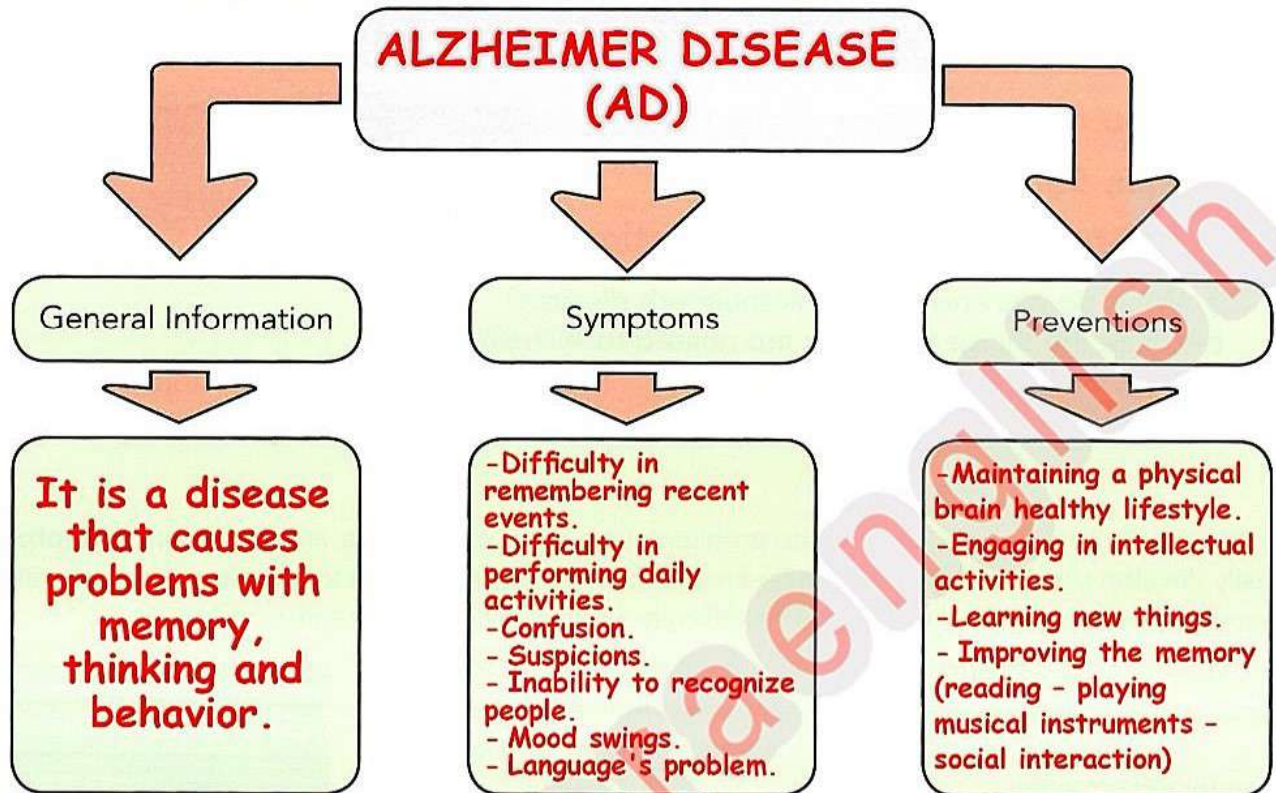 ALZHEIMER DISEASE
(AD)
General Information
Symptoms
Preventions
It is a disease
that causes
problems with
memory,
thinking and
behavior.
-Difficulty in
remembering recent
events.
-Difficulty in
performing daily
activities.
-Confusion.
- Suspicions.
- Inability to recognize
people.
- Mood swings.
- Language's problem.
-Maintaining a physical
brain healthy lifestyle.
-Engaging in intellectual
activities.
-Learning new things.
- Improving the memory
(reading - playing
musical instruments -
social interaction)